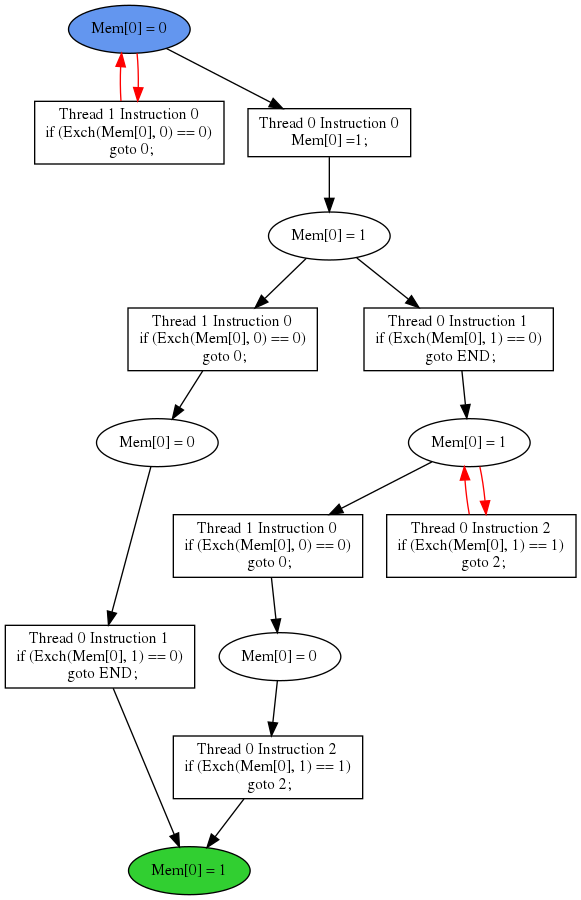 Mem[0] = 0
Thread 1 Instruction 0
if (Exch(Mem[0], 0) == 0)
goto 0;
Thread 0 Instruction 0
Mem[0] =1;
Mem[0] = 1
Thread 1 Instruction 0
if (Exch(Mem[0], 0) == 0)
goto 0;
Thread 0 Instruction 1
if (Exch(Mem[0], 1) == 0)
goto END;
Mem[0] = 0
Mem[0] = 1
Thread 1 Instruction 0
if (Exch(Mem[0], 0) == 0)
goto 0;
Thread 0 Instruction 2
if (Exch(Mem[0], 1) == 1)
goto 2;
Thread 0 Instruction 1
if (Exch(Mem[0], 1) == 0)
goto END;
Mem[0] = 0
Thread 0 Instruction 2
if (Exch(Mem[0], 1) == 1)
goto 2;
Mem[0] = 1